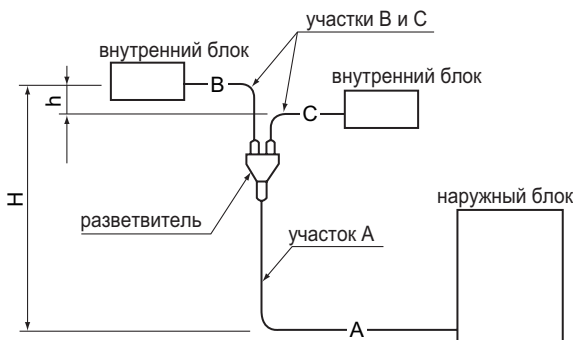 участки B и C
внутренний блок
внутренний блок
B
h
C
H
наружный блок
разветвитель
участок A
A